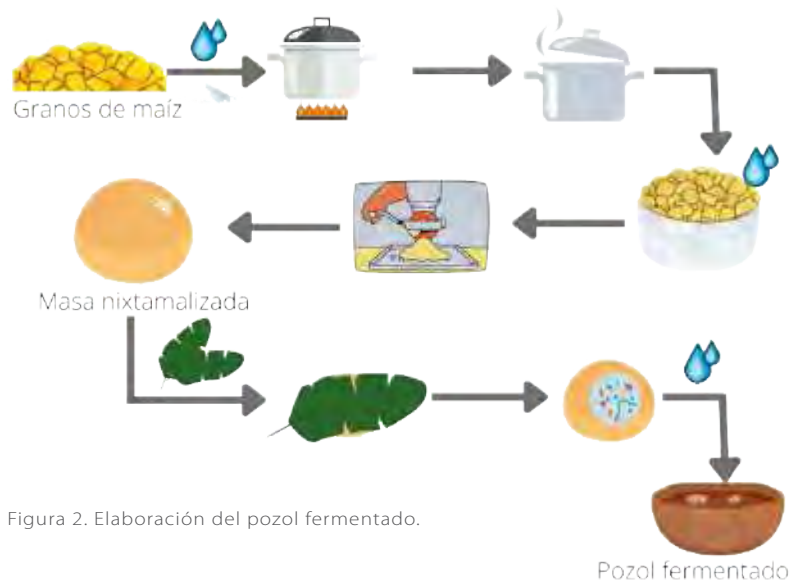 Granos de maíz
Masa nixtamalizada
Figura 2. Elaboración del pozol fermentado.
Pozol fermentado